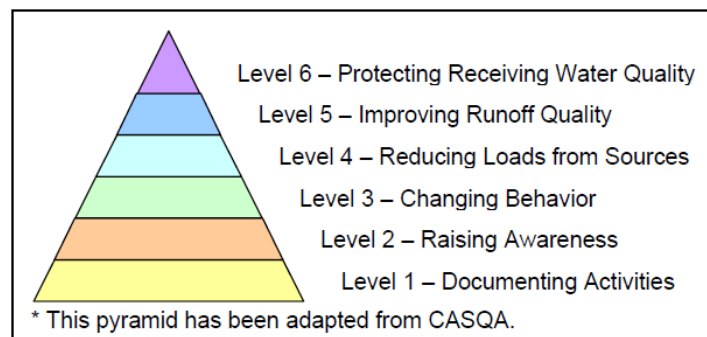 Level 6 – Protecting Receiving Water Quality
Level 5 – Improving Runoff Quality
Level 4 – Reducing Loads from Sources
Level 3 – Changing Behavior
Level 2 – Raising Awareness
Level 1 – Documenting Activities
* This pyramid has been adapted from CASQA.